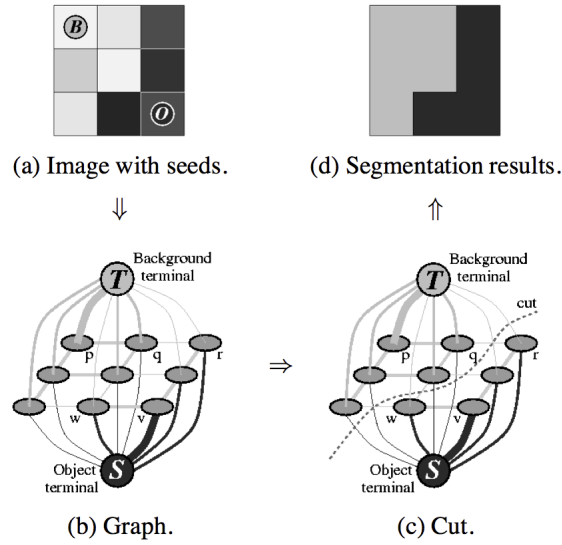 B
O
(a) Image with seeds.
(d) Segmentation results.
⇓
⇑
Background
terminal
T
p
q
r
w
v
Object
terminal
S
(b) Graph.
⇒
Background
terminal
T
cut
p
q
r
w
v
Object
terminal
S
(c) Cut.